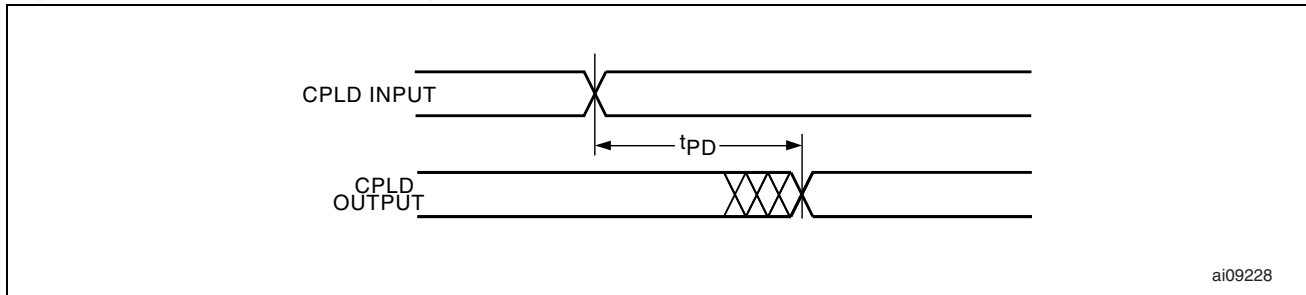 CPLD INPUT
tPD
CPLD
OUTPUT
ai09228